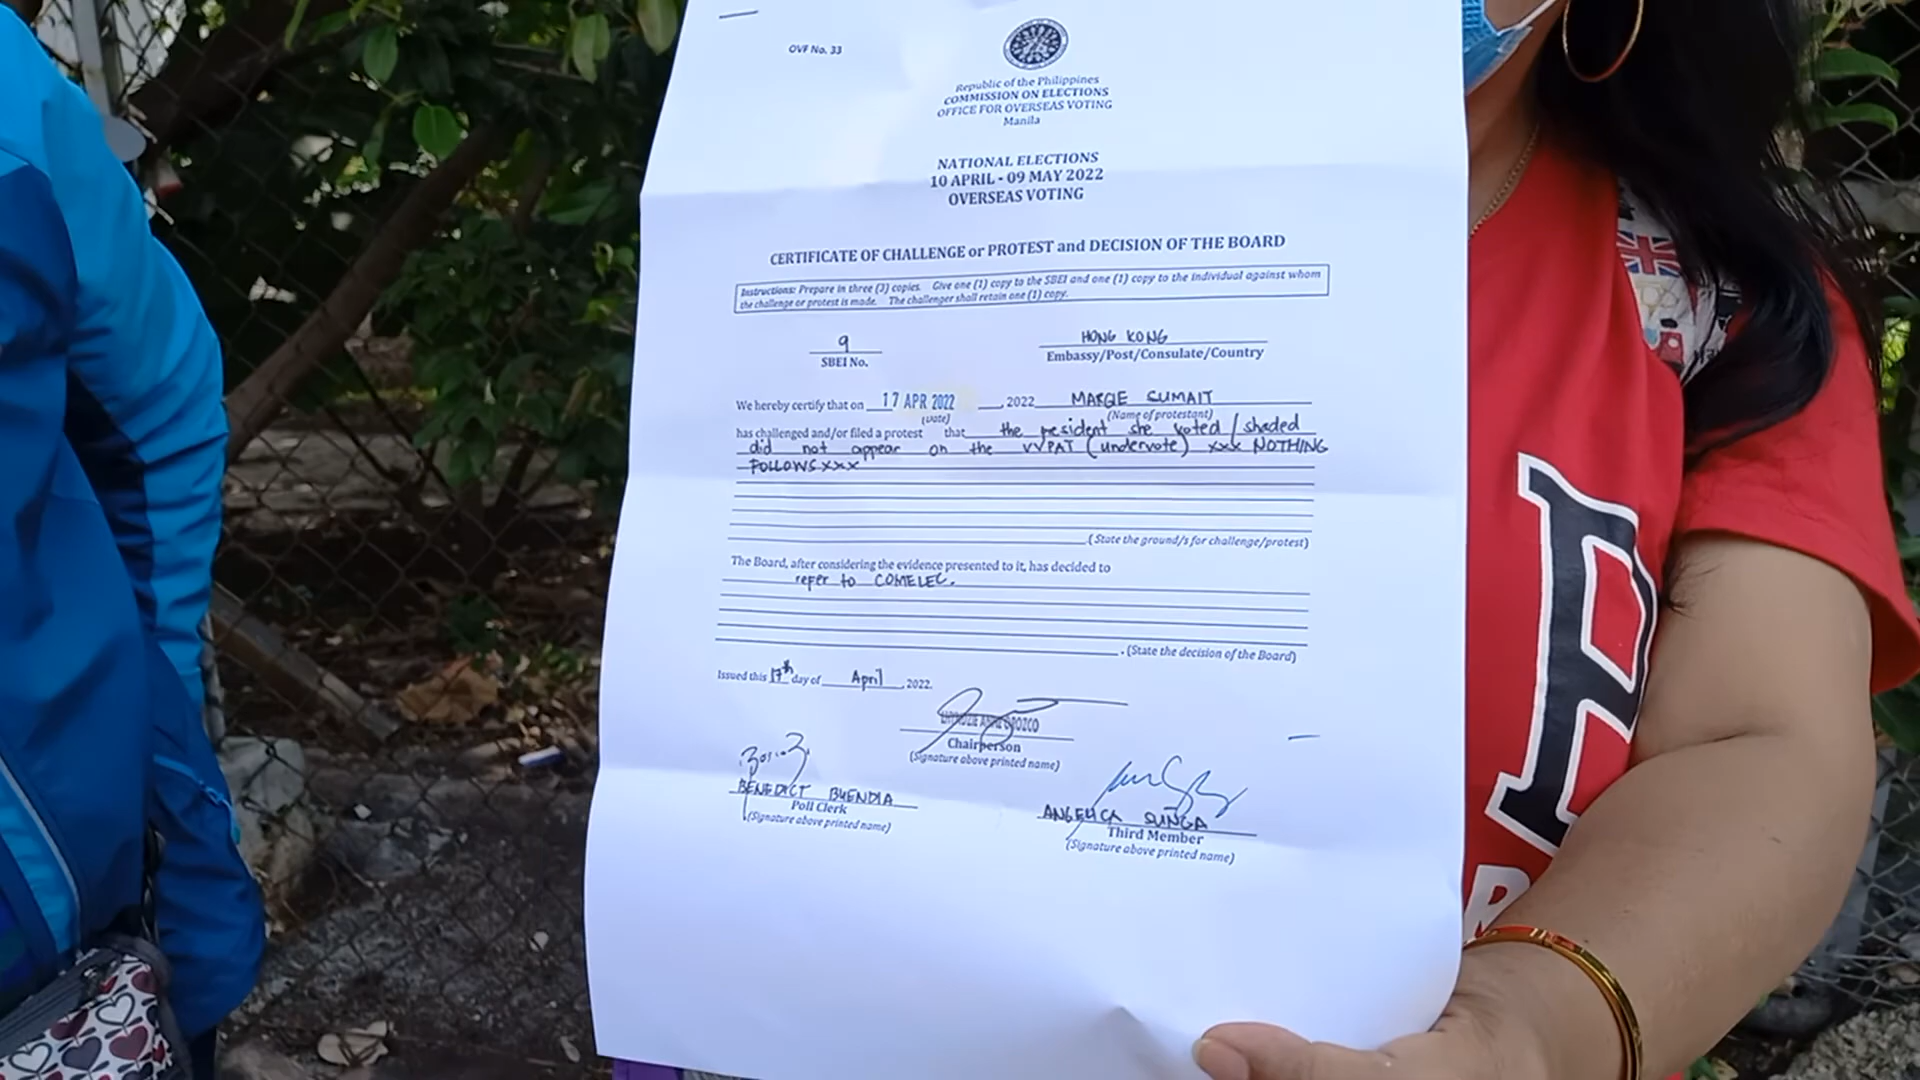 OVF No. 33
Republic of the Philippines
COMMISSION ON ELECTIONS
OFFICE FOR OVERSEAS VOTING
Manila
NATIONAL ELECTIONS
10 APRIL - 09 MAY 2022
OVERSEAS VOTING
CERTIFICATE OF CHALLENGE or PROTEST and DECISION OF THE BOARD
Instructions: Prepare in three (3) copies. Give one (1) copy to the SBEI and one (1) copy to the individual against whom
the challenge or protest is made. The challenger shall retain one (1) copy.
9 HONG KONG
SBEI No. Embassy/Post/Consulate/Country
We hereby certify that on 17 APR 2022, 2022 MARGIE SUMAIT
(Date) (Name of protestant)
has challenged and/or filed a protest that the president she voted / shaded
did not appear on the VVPAT (undervote) xxx NOTHING
FOLLOWS xxx
(State the ground/s for challenge/protest)
The Board, after considering the evidence presented to it, has decided to
refer to COMELEC.
. (State the decision of the Board)
Issued this 17th day of April, 2022.
OROZCO
Chairperson
(Signature above printed name)
BENEDICT BUENDIA
Poll Clerk
(Signature above printed name)
ANGELICA SUNGA
Third Member
(Signature above printed name)